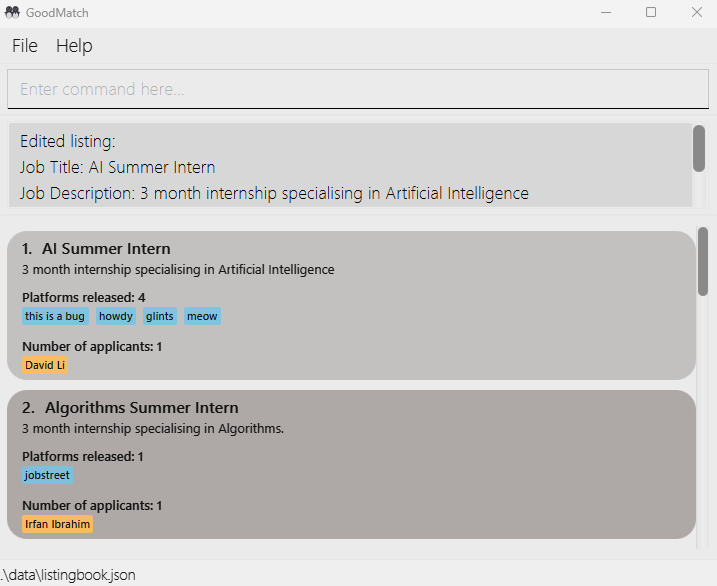 GoodMatch
File Help
Enter command here...
Edited listing:
Job Title: AI Summer Intern
Job Description: 3 month internship specialising in Artificial Intelligence
1. AI Summer Intern
3 month internship specialising in Artificial Intelligence
Platforms released: 4
this is a bug howdy glints meow
Number of applicants: 1
David Li
2. Algorithms Summer Intern
3 month internship specialising in Algorithms.
Platforms released: 1
jobstreet
Number of applicants: 1
Irfan Ibrahim
.\data\listingbook.json